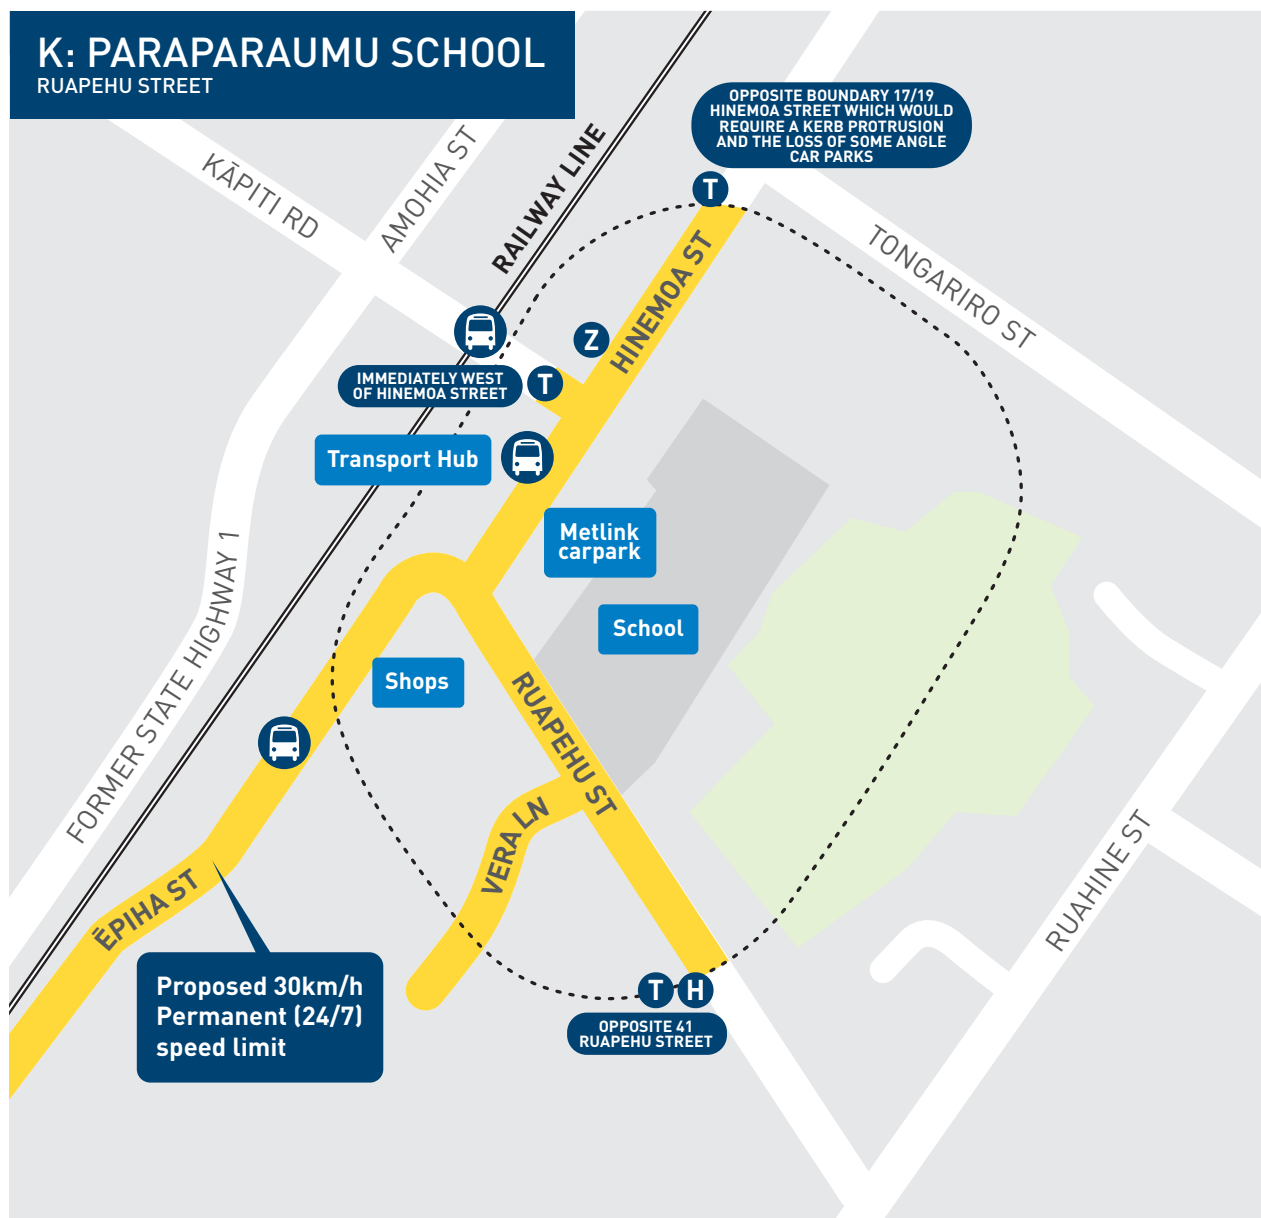 K: PARAPARAUMU SCHOOL
RUAPEHU STREET
OPPOSITE BOUNDARY 17/19
HINEMOA STREET WHICH WOULD
REQUIRE A KERB PROTRUSION
AND THE LOSS OF SOME ANGLE
CAR PARKS
T
KĀPITI RD
AMOHIA ST
RAILWAY LINE
HINEMOA ST
TONGARIRO ST
Z
IMMEDIATELY WEST
OF HINEMOA STREET
T
Transport Hub
Metlink
carpark
School
FORMER STATE HIGHWAY 1
Shops
RUAPEHU ST
VERA LN
ĒPIHA ST
RUAHINE ST
Proposed 30km/h
Permanent (24/7)
speed limit
T H
OPPOSITE 41
RUAPEHU STREET